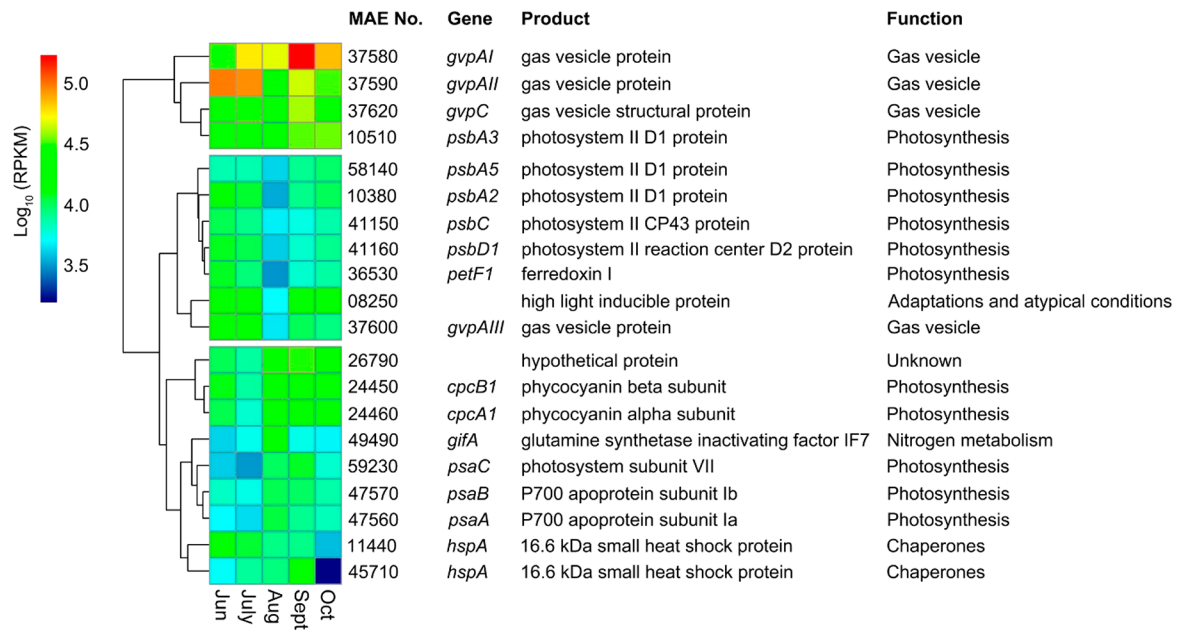 MAE No. Gene Product Function
37580 gvpAI gas vesicle protein Gas vesicle
37590 gvpAII gas vesicle protein Gas vesicle
37620 gvpC gas vesicle structural protein Gas vesicle
10510 psbA3 photosystem II D1 protein Photosynthesis
58140 psbA5 photosystem II D1 protein Photosynthesis
10380 psbA2 photosystem II D1 protein Photosynthesis
41150 psbC photosystem II CP43 protein Photosynthesis
41160 psbD1 photosystem II reaction center D2 protein Photosynthesis
36530 petF1 ferredoxin I Photosynthesis
08250 high light inducible protein Adaptations and atypical conditions
37600 gvpAIII gas vesicle protein Gas vesicle
26790 hypothetical protein Unknown
24450 cpcB1 phycocyanin beta subunit Photosynthesis
24460 cpcA1 phycocyanin alpha subunit Photosynthesis
49490 gifA glutamine synthetase inactivating factor IF7 Nitrogen metabolism
59230 psaC photosystem subunit VII Photosynthesis
47570 psaB P700 apoprotein subunit Ib Photosynthesis
47560 psaA P700 apoprotein subunit Ia Photosynthesis
11440 hspA 16.6 kDa small heat shock protein Chaperones
45710 hspA 16.6 kDa small heat shock protein Chaperones
Jun July Aug Sept Oct
Log10 (RPKM)
5.0
4.5
4.0
3.5